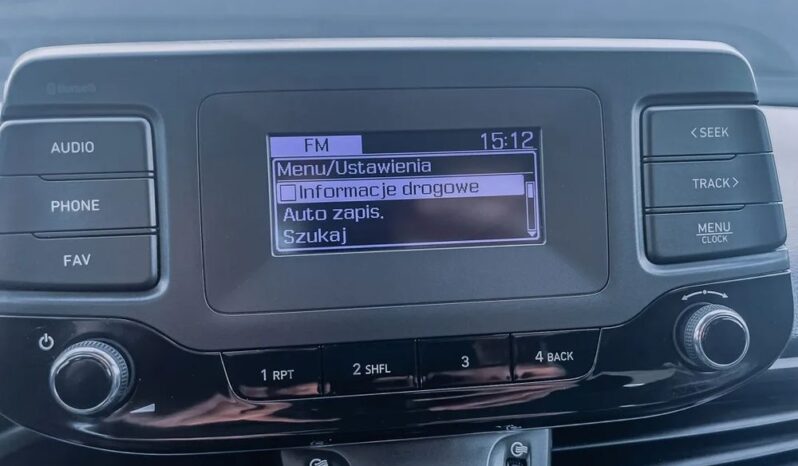 Bluetooth
AUDIO
PHONE
FAV
FM 15:12
Menu/Ustawienia
Informacje drogowe
Auto zapis.
Szukaj
<SEEK
TRACK>
MENU
CLOCK
1 RPT
2 SHFL
3
4 BACK